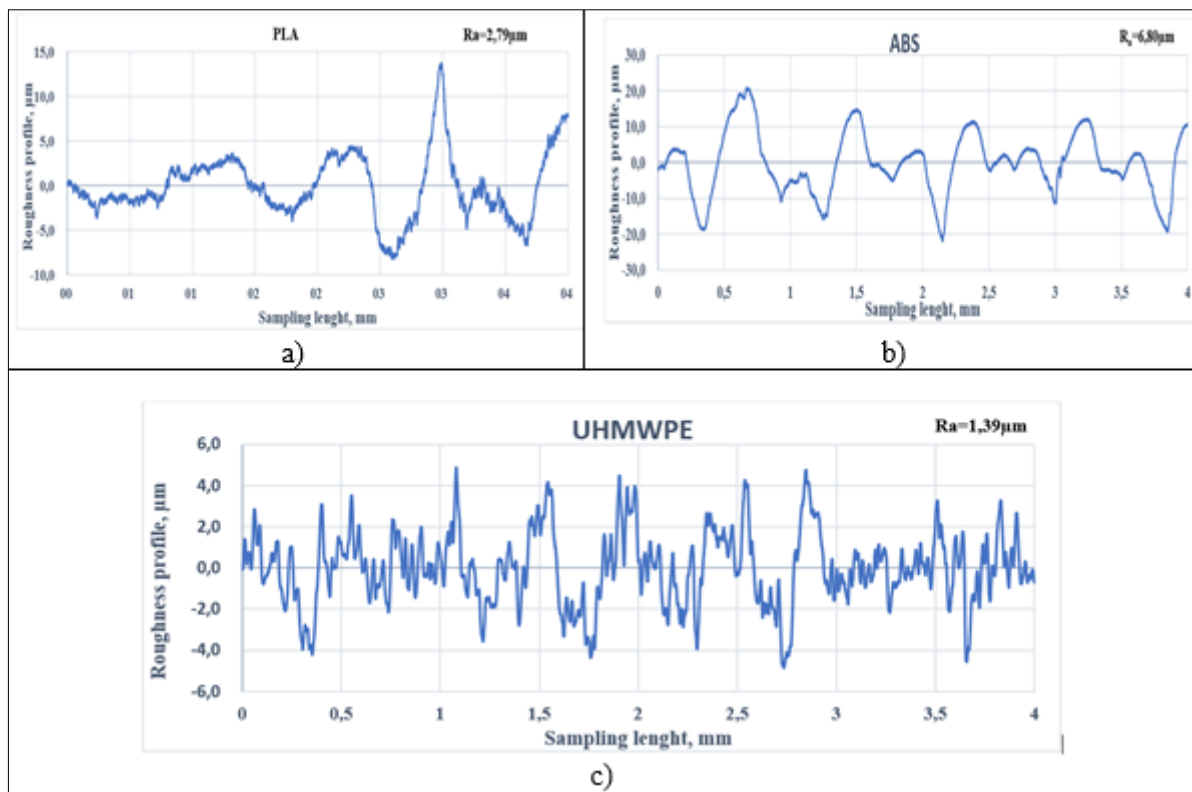 PLA Ra=2,79µm
Roughness profile, µm
15,0
10,0
5,0
0,0
-5,0
-10,0
00 01 01 02 02 03 03 04 04
Sampling lenght, mm
a)
ABS Ra=6,80µm
Roughness profile, µm
30,0
20,0
10,0
0,0
-10,0
-20,0
-30,0
0 0,5 1 1,5 2 2,5 3 3,5 4
Sampling lenght, mm
b)
UHMWPE Ra=1,39µm
Roughness profile, µm
6,0
4,0
2,0
0,0
-2,0
-4,0
-6,0
0 0,5 1 1,5 2 2,5 3 3,5 4
Sampling lenght, mm
c)